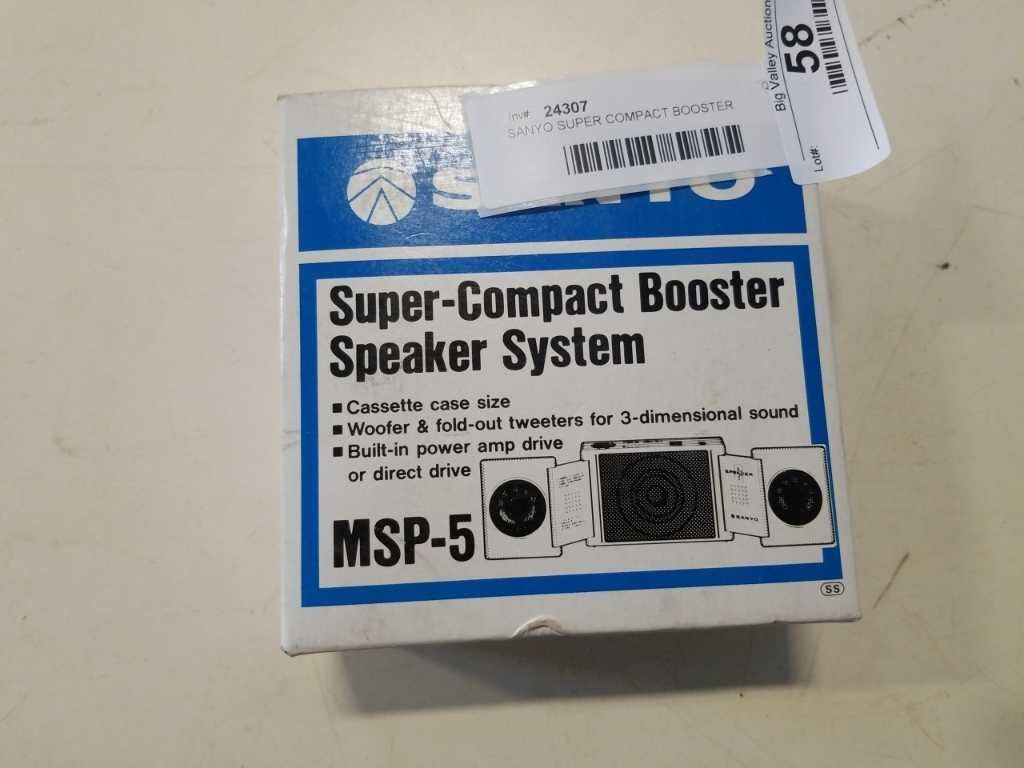 Big Valley Auction
58
Lot#:
Inv#: 24307
SANYO SUPER COMPACT BOOSTER
SANYO
Super-Compact Booster
Speaker System
■ Cassette case size
■ Woofer & fold-out tweeters for 3-dimensional sound
■ Built-in power amp drive
or direct drive
MSP-5
SPEAKER
SANYO
SS